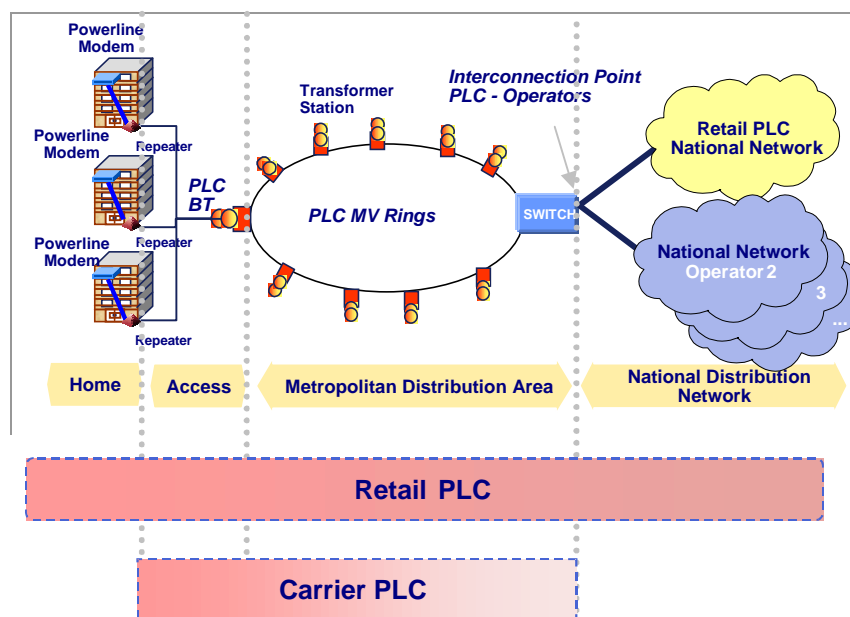 Powerline
Modem
Repeater
Powerline
Modem
Repeater
Powerline
Modem
Repeater
PLC
BT
Transformer
Station
PLC MV Rings
Interconnection Point
PLC - Operators
SWITCH
Retail PLC
National Network
National Network
Operator 2
3
...
Home
Access
Metropolitan Distribution Area
National Distribution
Network
Retail PLC
Carrier PLC